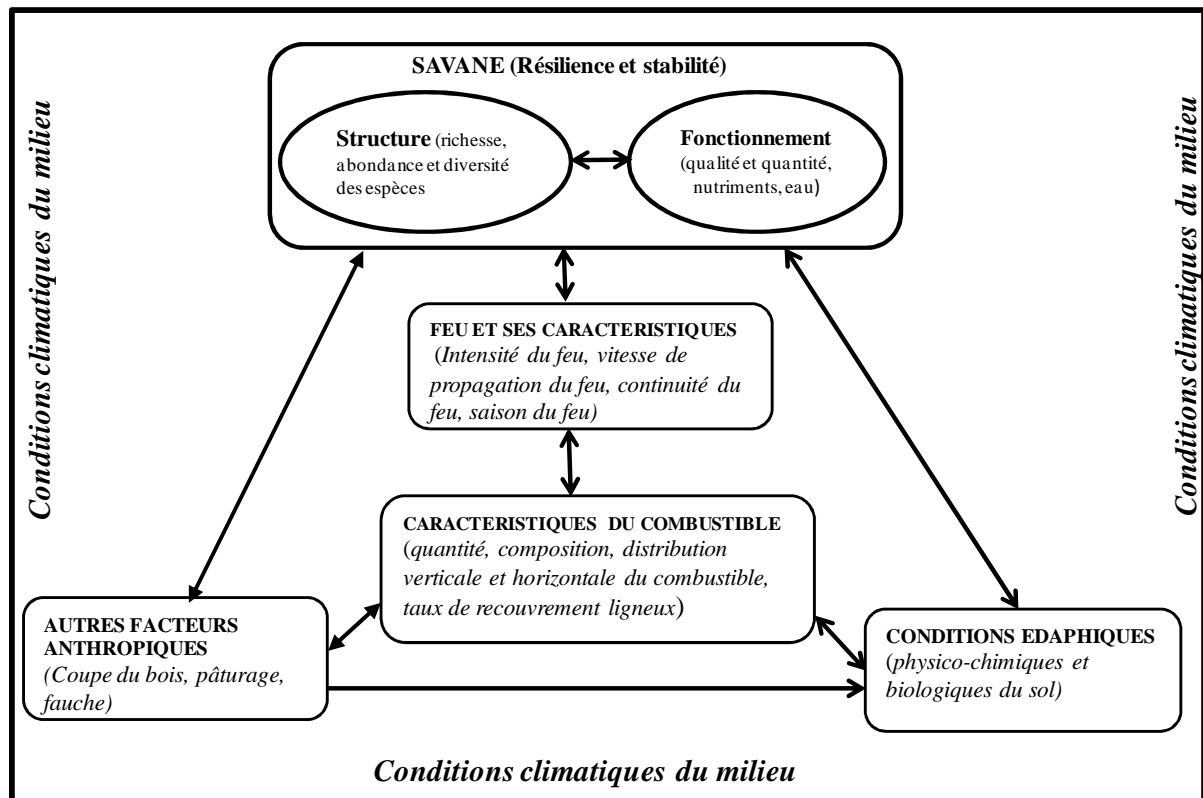 SAVANE (Résilience et stabilité)
Structure (richesse,
abondance et diversité
des espèces
Fonctionnement
(qualité et quantité,
nutriments, eau)
Conditions climatiques du milieu
Conditions climatiques du milieu
FEU ET SES CARACTERISTIQUES
(Intensité du feu, vitesse de
propagation du feu, continuité du
feu, saison du feu)
CARACTERISTIQUES DU COMBUSTIBLE
(quantité, composition, distribution
verticale et horizontale du combustible,
taux de recouvrement ligneux)
AUTRES FACTEURS
ANTHROPIQUES
(Coupe du bois, pâturage,
fauche)
CONDITIONS EDAPHIQUES
(physico-chimiques et
biologiques du sol)
Conditions climatiques du milieu